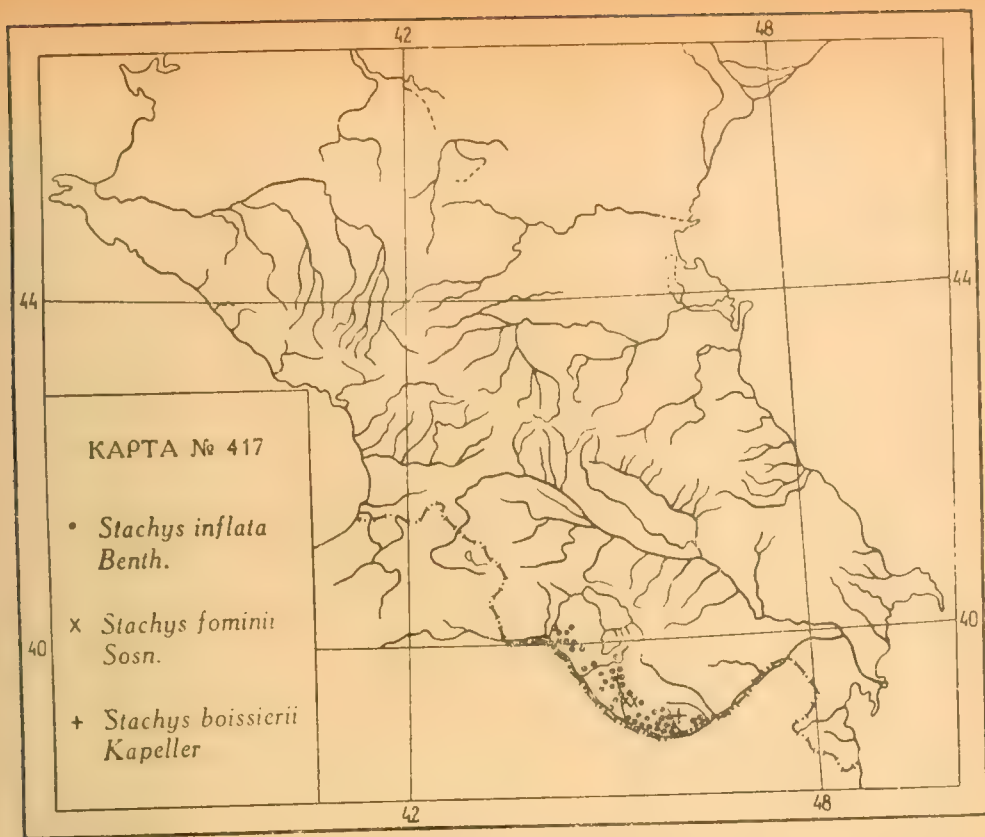 42 48
44 44
КАРТА № 417
• Stachys inflata
Benth.
x Stachys fominii
Sosn.
40 40
+ Stachys boissierii
Kapeller
42 48